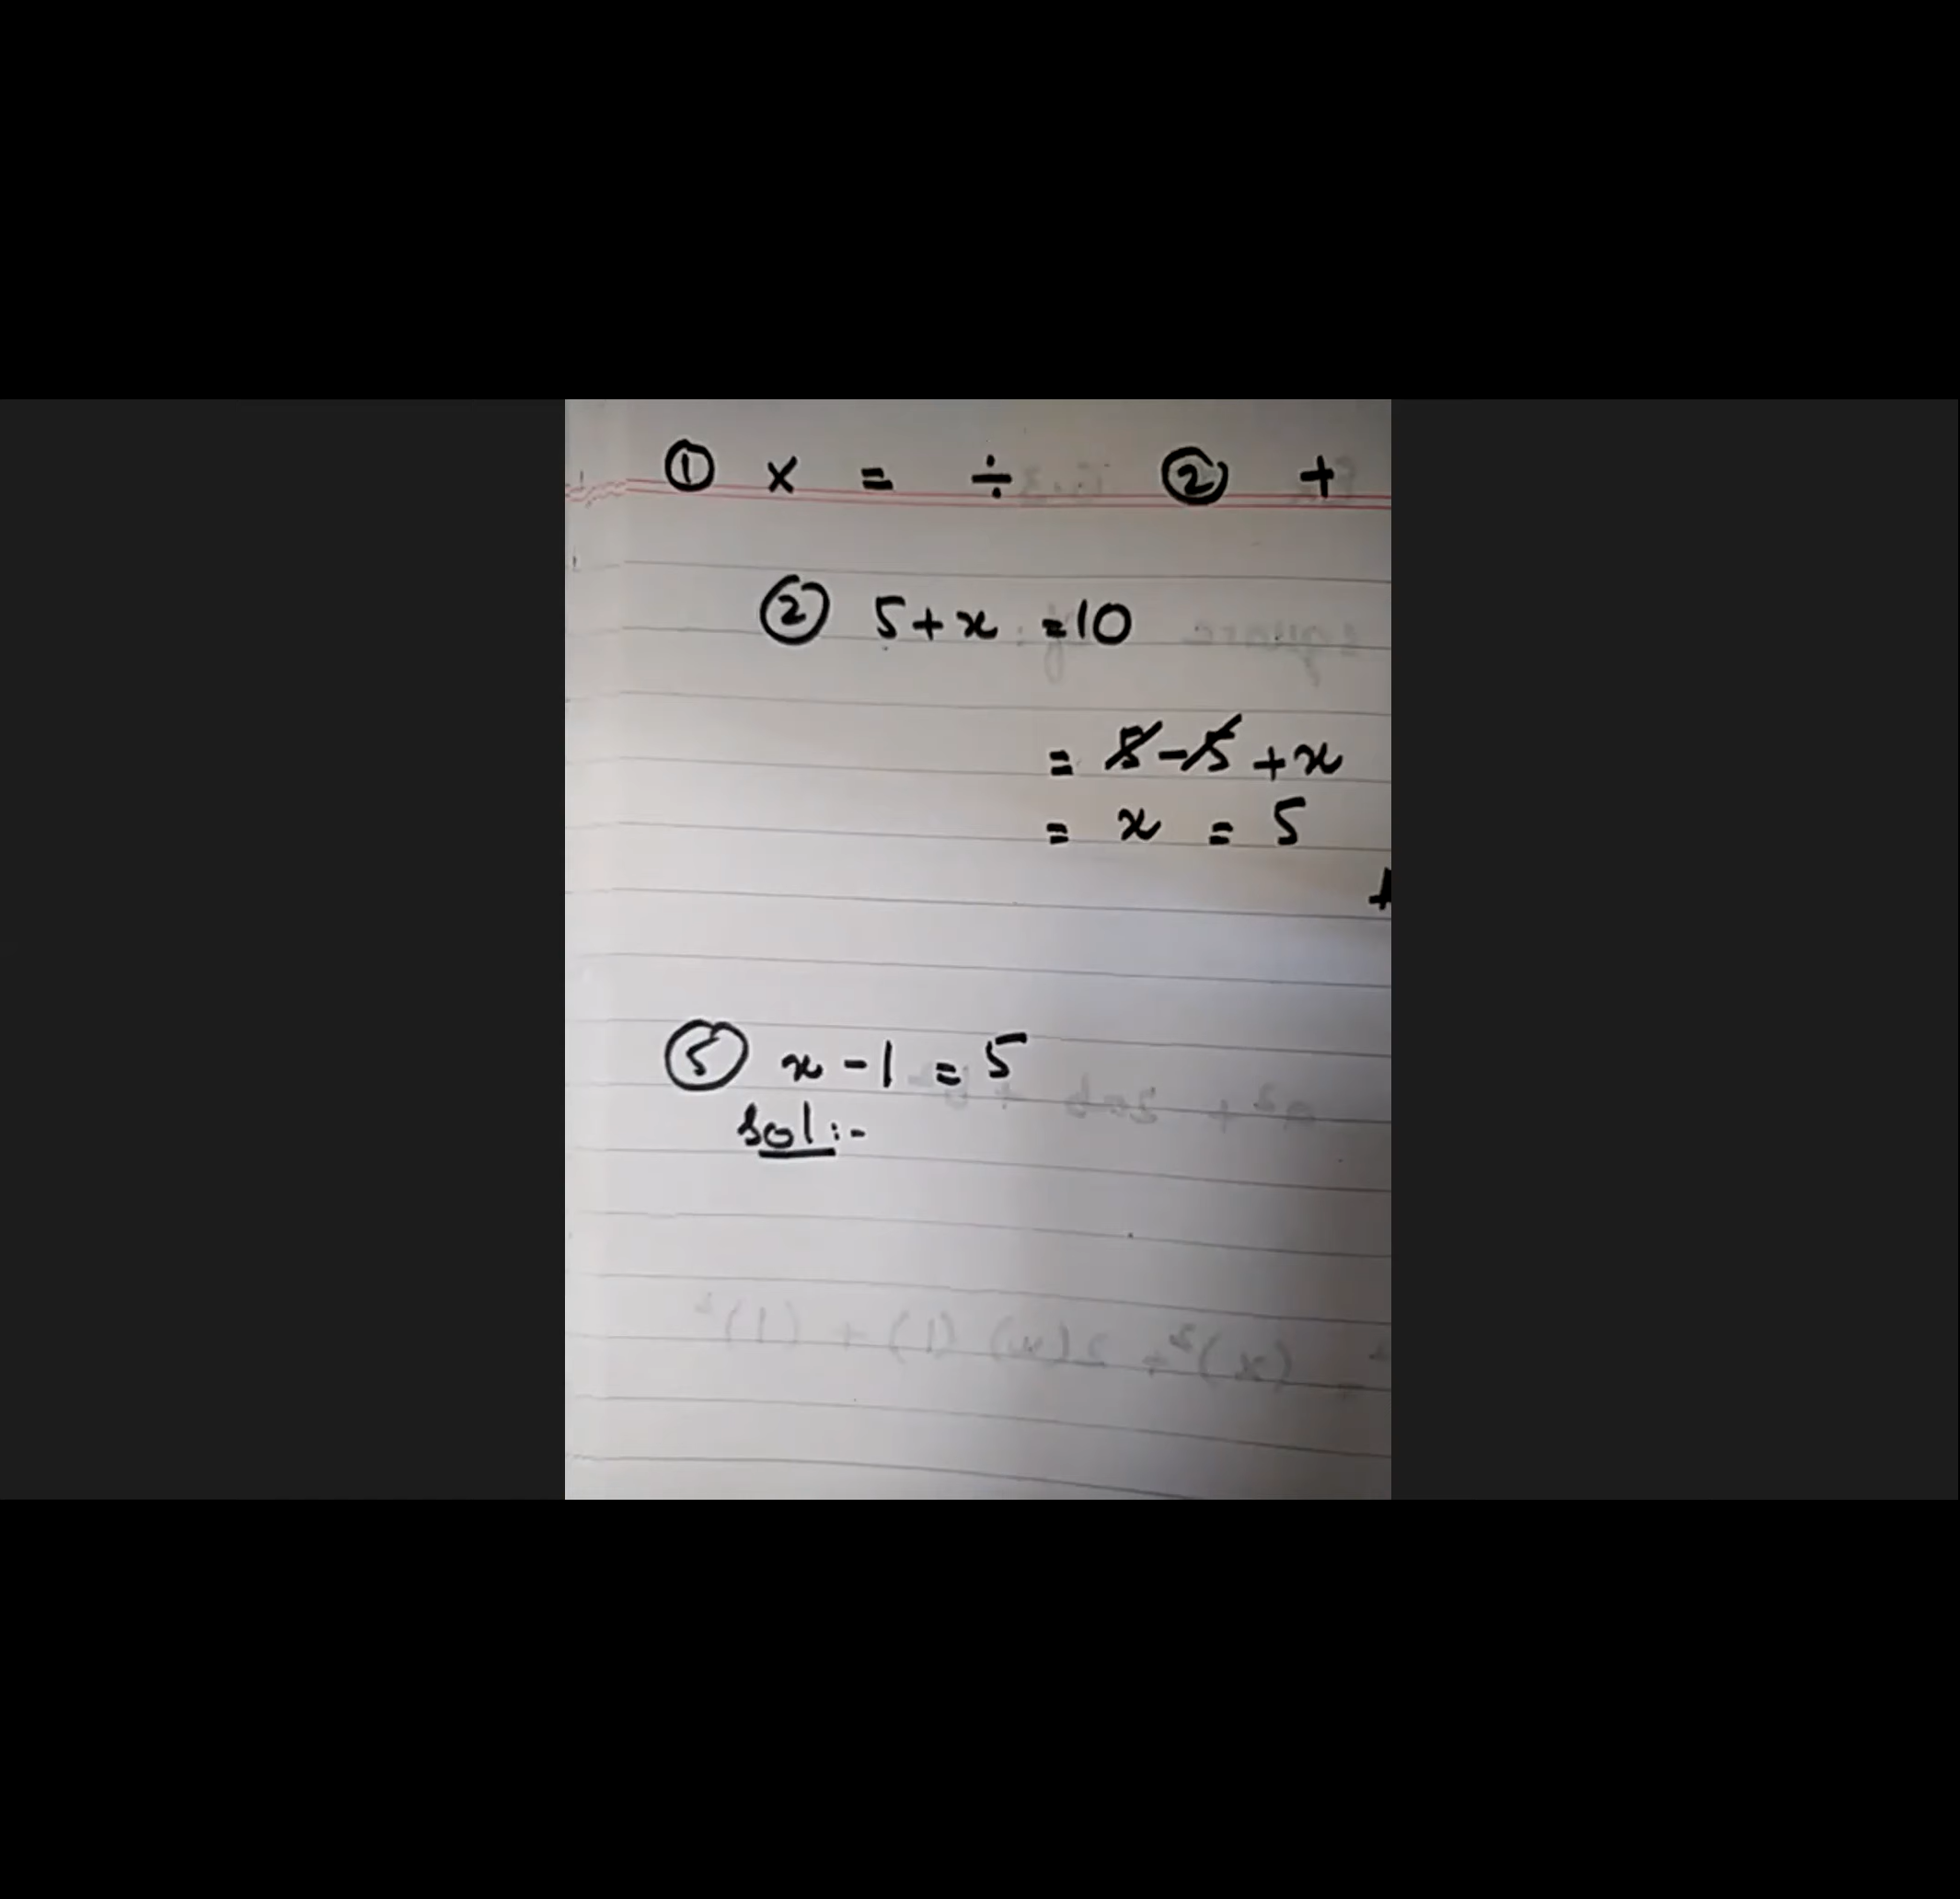 ① × = ÷ ② +
② 5+x =10
= 5-5+x
= x = 5
⑤ x-1 = 5
Sol:-